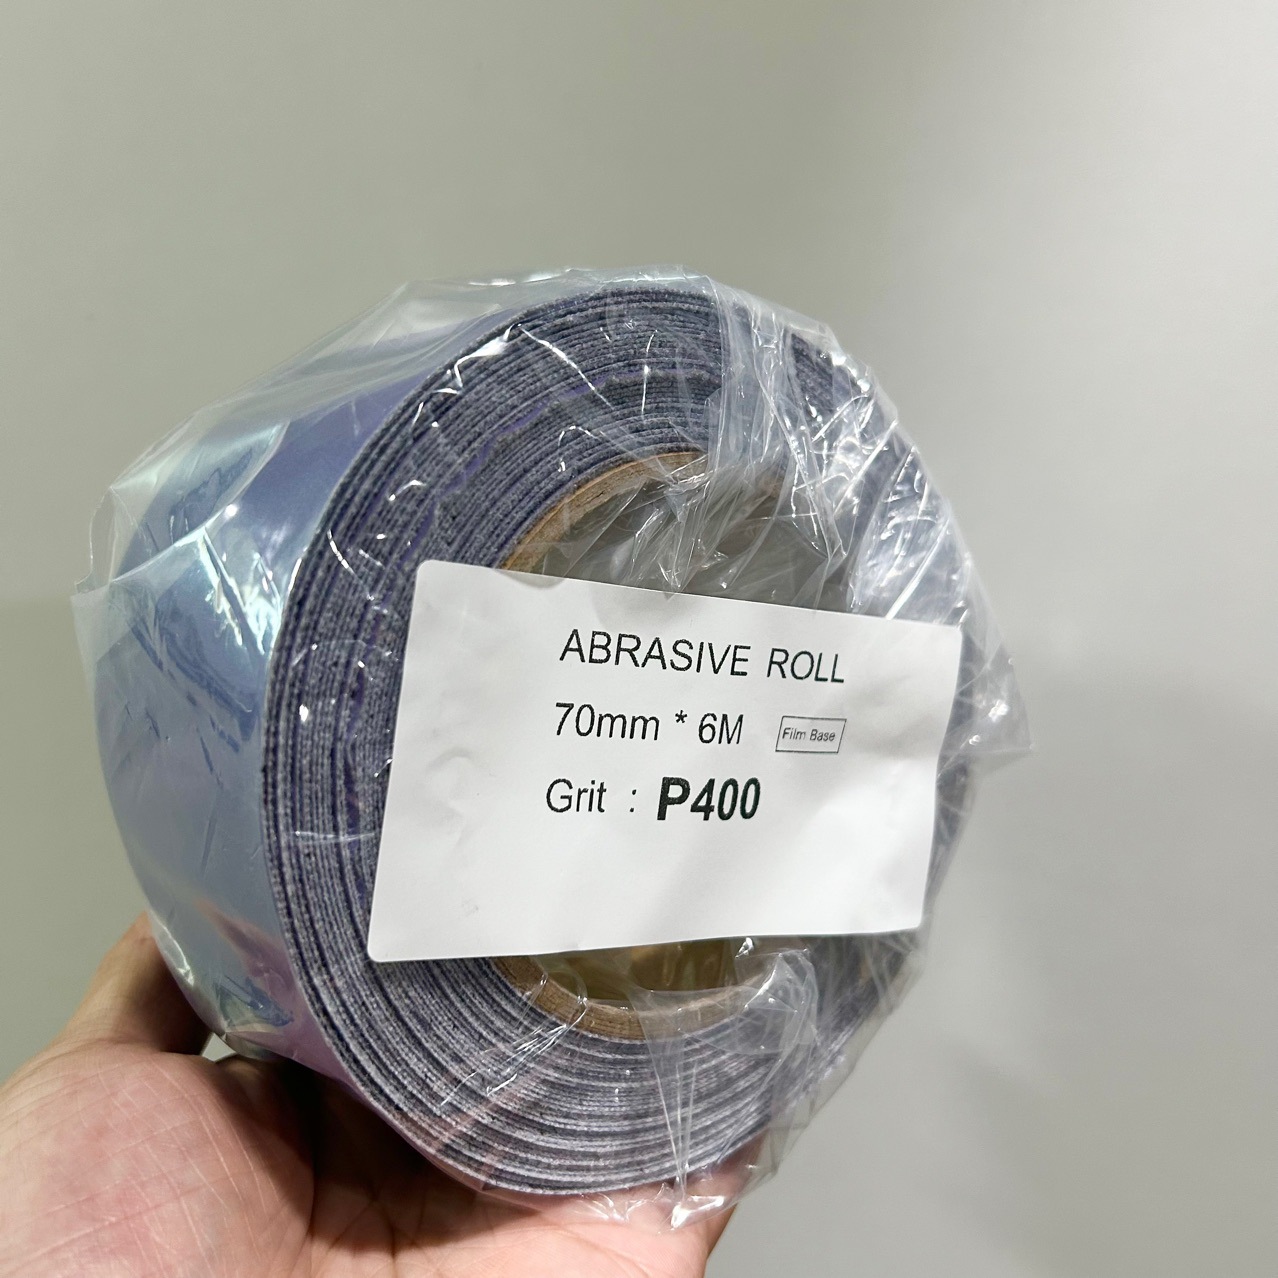 ABRASIVE ROLL
70mm * 6M Film Base
Grit : P400